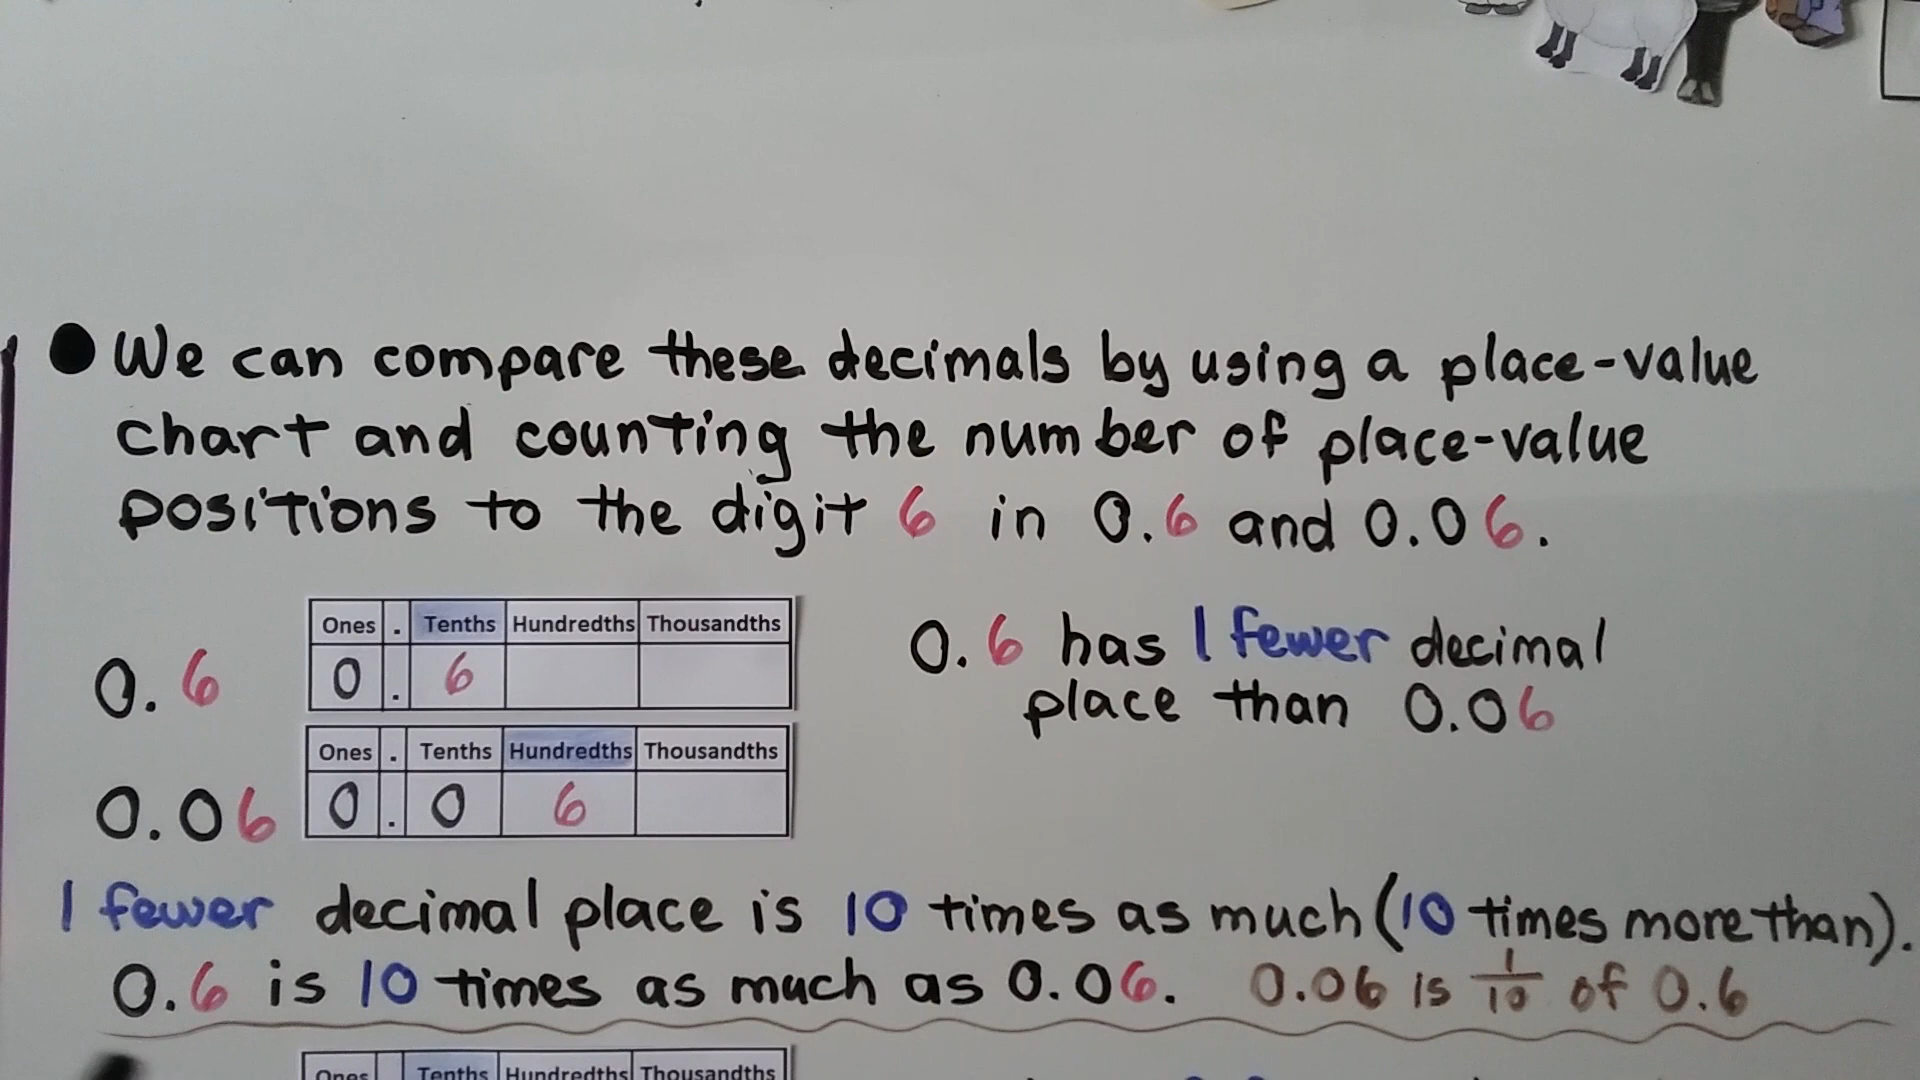 We can compare these decimals by using a place-value
chart and counting the number of place-value
positions to the digit 6 in 0.6 and 0.06.
0.6
Ones . Tenths Hundredths Thousandths
0 . 6
0.6 has 1 fewer decimal
place than 0.06
0.06
Ones . Tenths Hundredths Thousandths
0 . 0 6
1 fewer decimal place is 10 times as much (10 times more than).
0.6 is 10 times as much as 0.06. 0.06 is 1/10 of 0.6
Ones Tenths Hundredths Thousandths